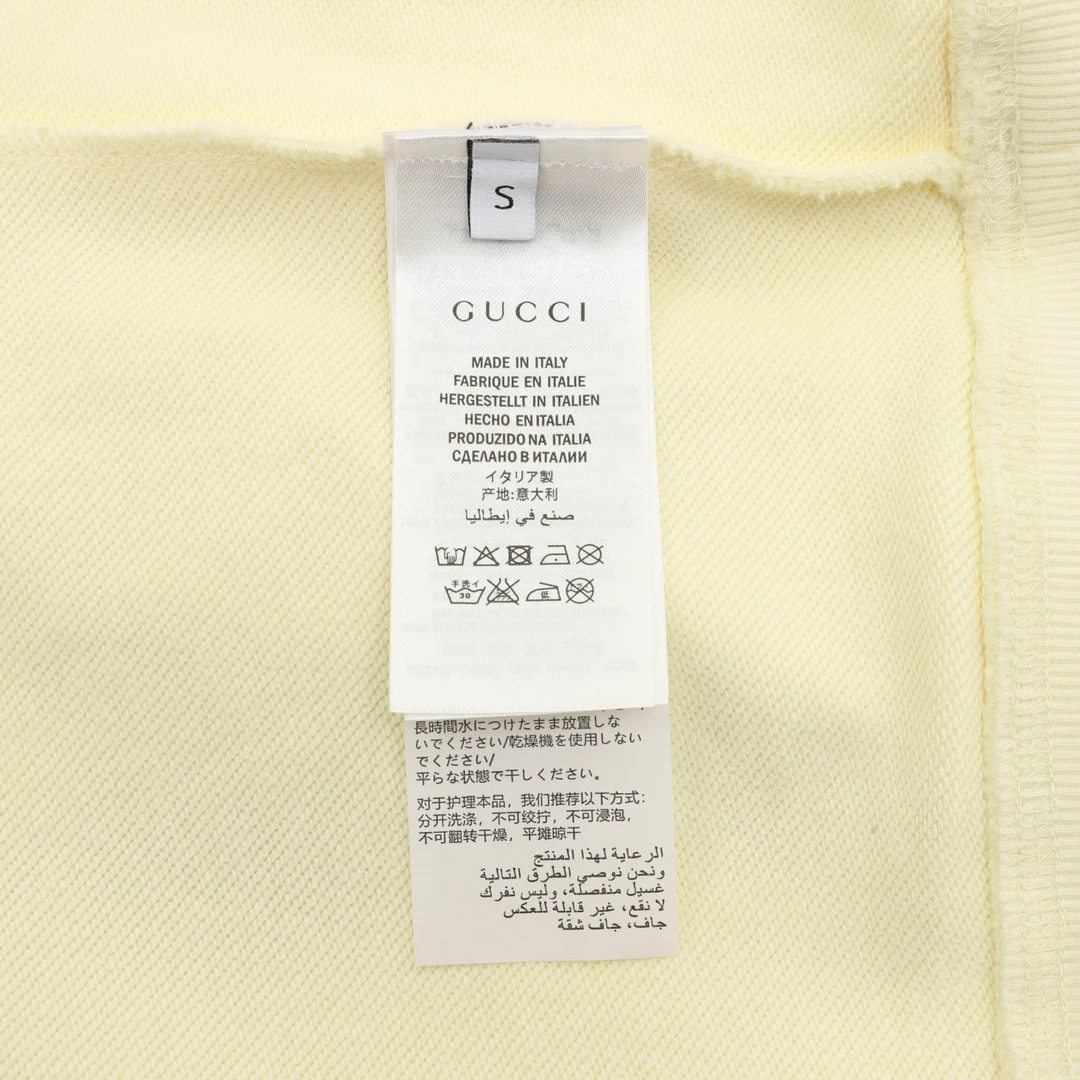 S
GUCCI
MADE IN ITALY
FABRIQUE EN ITALIE
HERGESTELLT IN ITALIEN
HECHO EN ITALIA
PRODUZIDO NA ITALIA
СДЕЛАНО В ИТАЛИИ
イタリア製
产地:意大利
صنع في إيطاليا
手洗イ
30
低
長時間水につけたまま放置しな
いでください/乾燥機を使用しない
でください/
平らな状態で干しください。
对于护理本品，我们推荐以下方式：
分开洗涤，不可绞拧，不可浸泡，
不可翻转干燥，平摊晾干
الرعاية لهذا المنتج
ونحن نوصي الطرق التالية
غسيل منفصلة، وليس نفرك
لا نقع، غير قابلة للعكس
جاف، جاف شقة